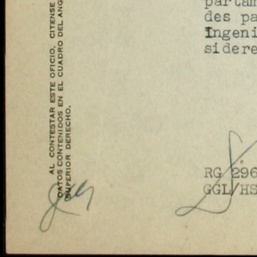 partam
des pa
Ingeni
sidere
AL CONTESTAR ESTE OFICIO, CITENSE
DATOS CONTENIDOS EN EL CUADRO DEL ANG
SUPERIOR DERECHO.
RG 296
GGL/HS